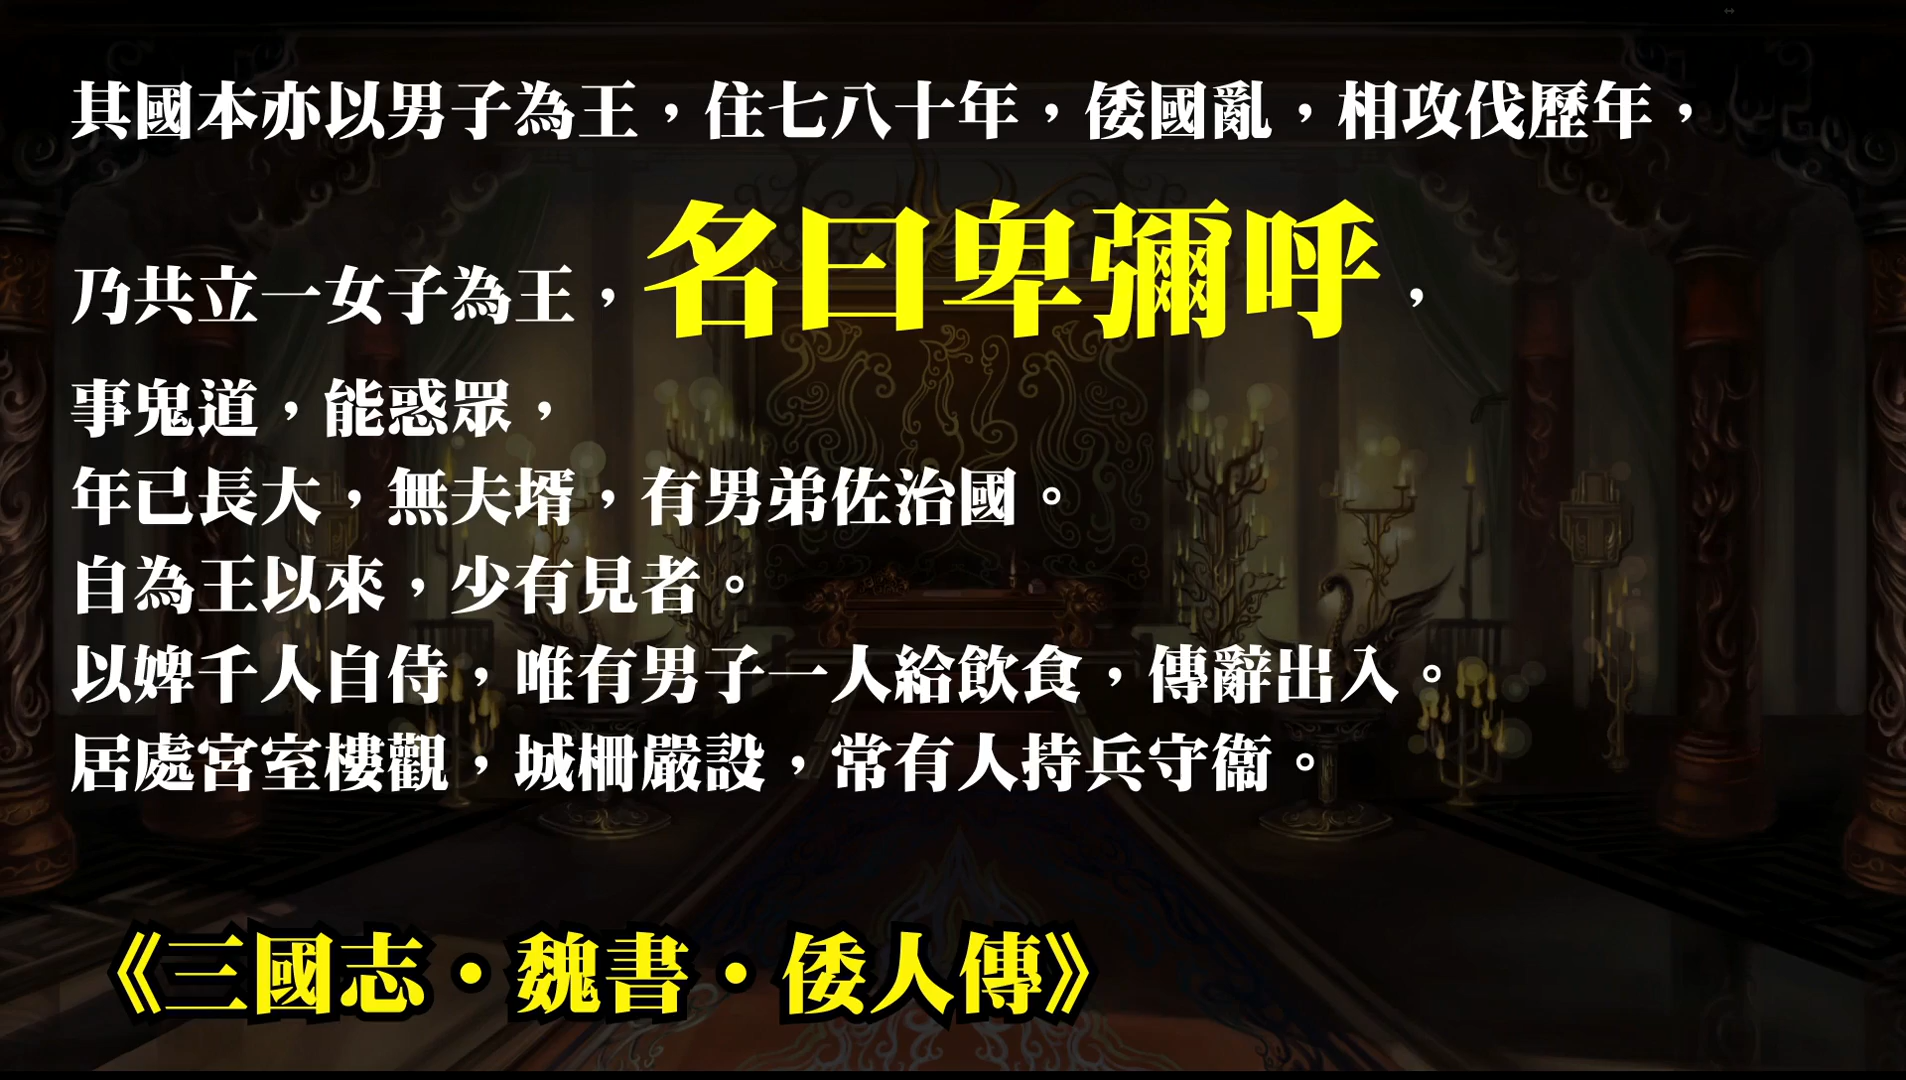 其國本亦以男子為王，住七八十年，倭國亂，相攻伐歷年，
乃共立一女子為王，名曰卑彌呼，
事鬼道，能惑眾，
年已長大，無夫壻，有男弟佐治國。
自為王以來，少有見者。
以婢千人自侍，唯有男子一人給飲食，傳辭出入。
居處宮室樓觀，城柵嚴設，常有人持兵守衞。
《三國志·魏書·倭人傳》